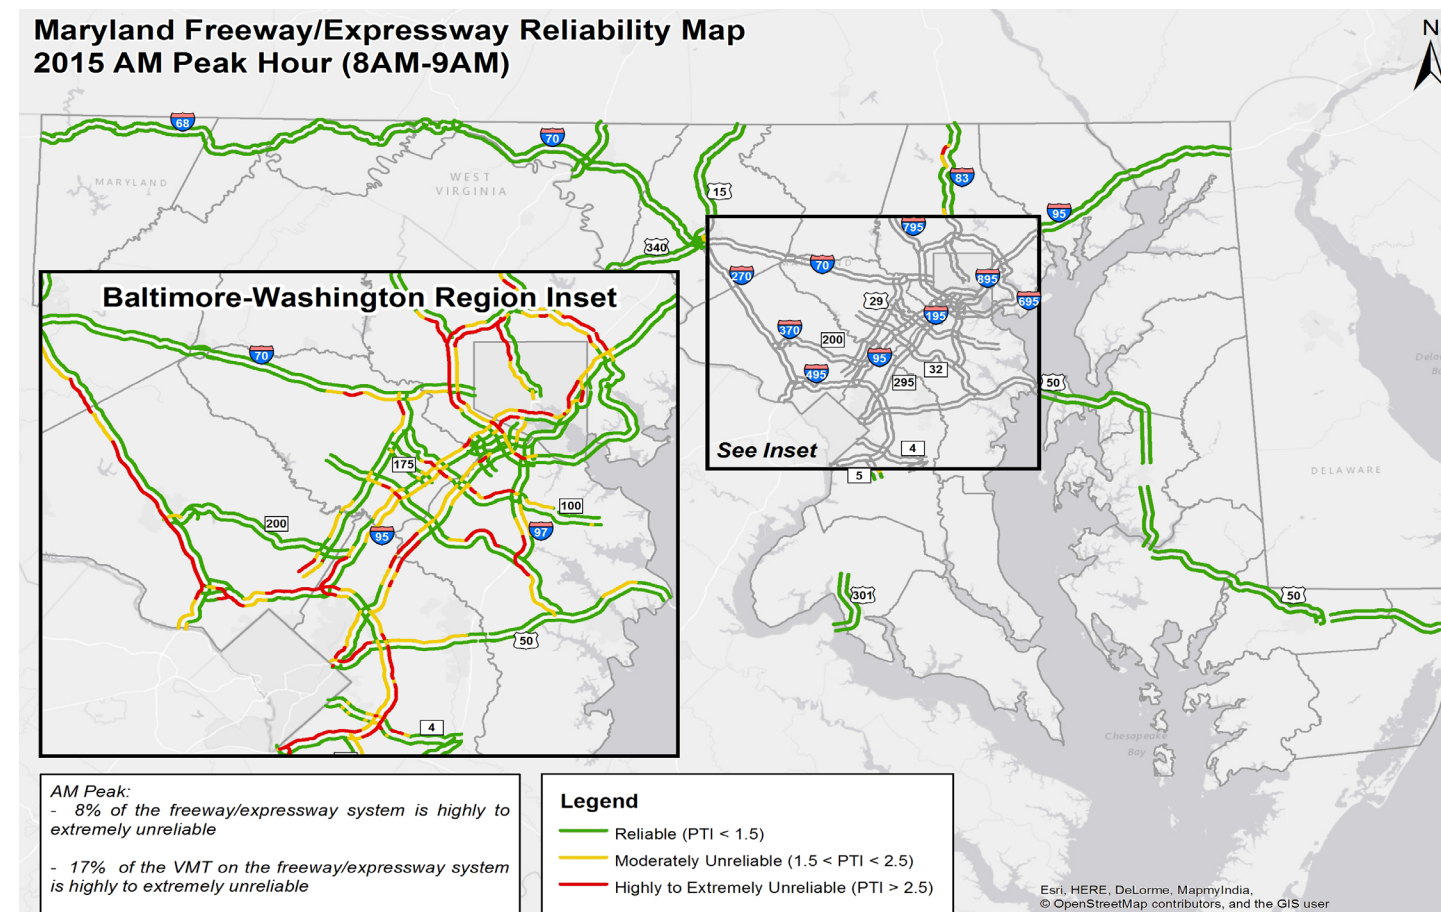 Maryland Freeway/Expressway Reliability Map
2015 AM Peak Hour (8AM-9AM)
N
68
70
15
83
95
340
MARYLAND
WEST
VIRGINIA
795
270
70
895
695
29
195
370
200
95
495
32
295
50
4
See Inset
5
DELAWARE
301
50
Chesapeake
Bay
Baltimore-Washington Region Inset
70
175
200
100
95
97
50
4
AM Peak:
- 8% of the freeway/expressway system is highly to
extremely unreliable
- 17% of the VMT on the freeway/expressway system
is highly to extremely unreliable
Legend
Reliable (PTI < 1.5)
Moderately Unreliable (1.5 < PTI < 2.5)
Highly to Extremely Unreliable (PTI > 2.5)
Esri, HERE, DeLorme, MapmyIndia,
© OpenStreetMap contributors, and the GIS user